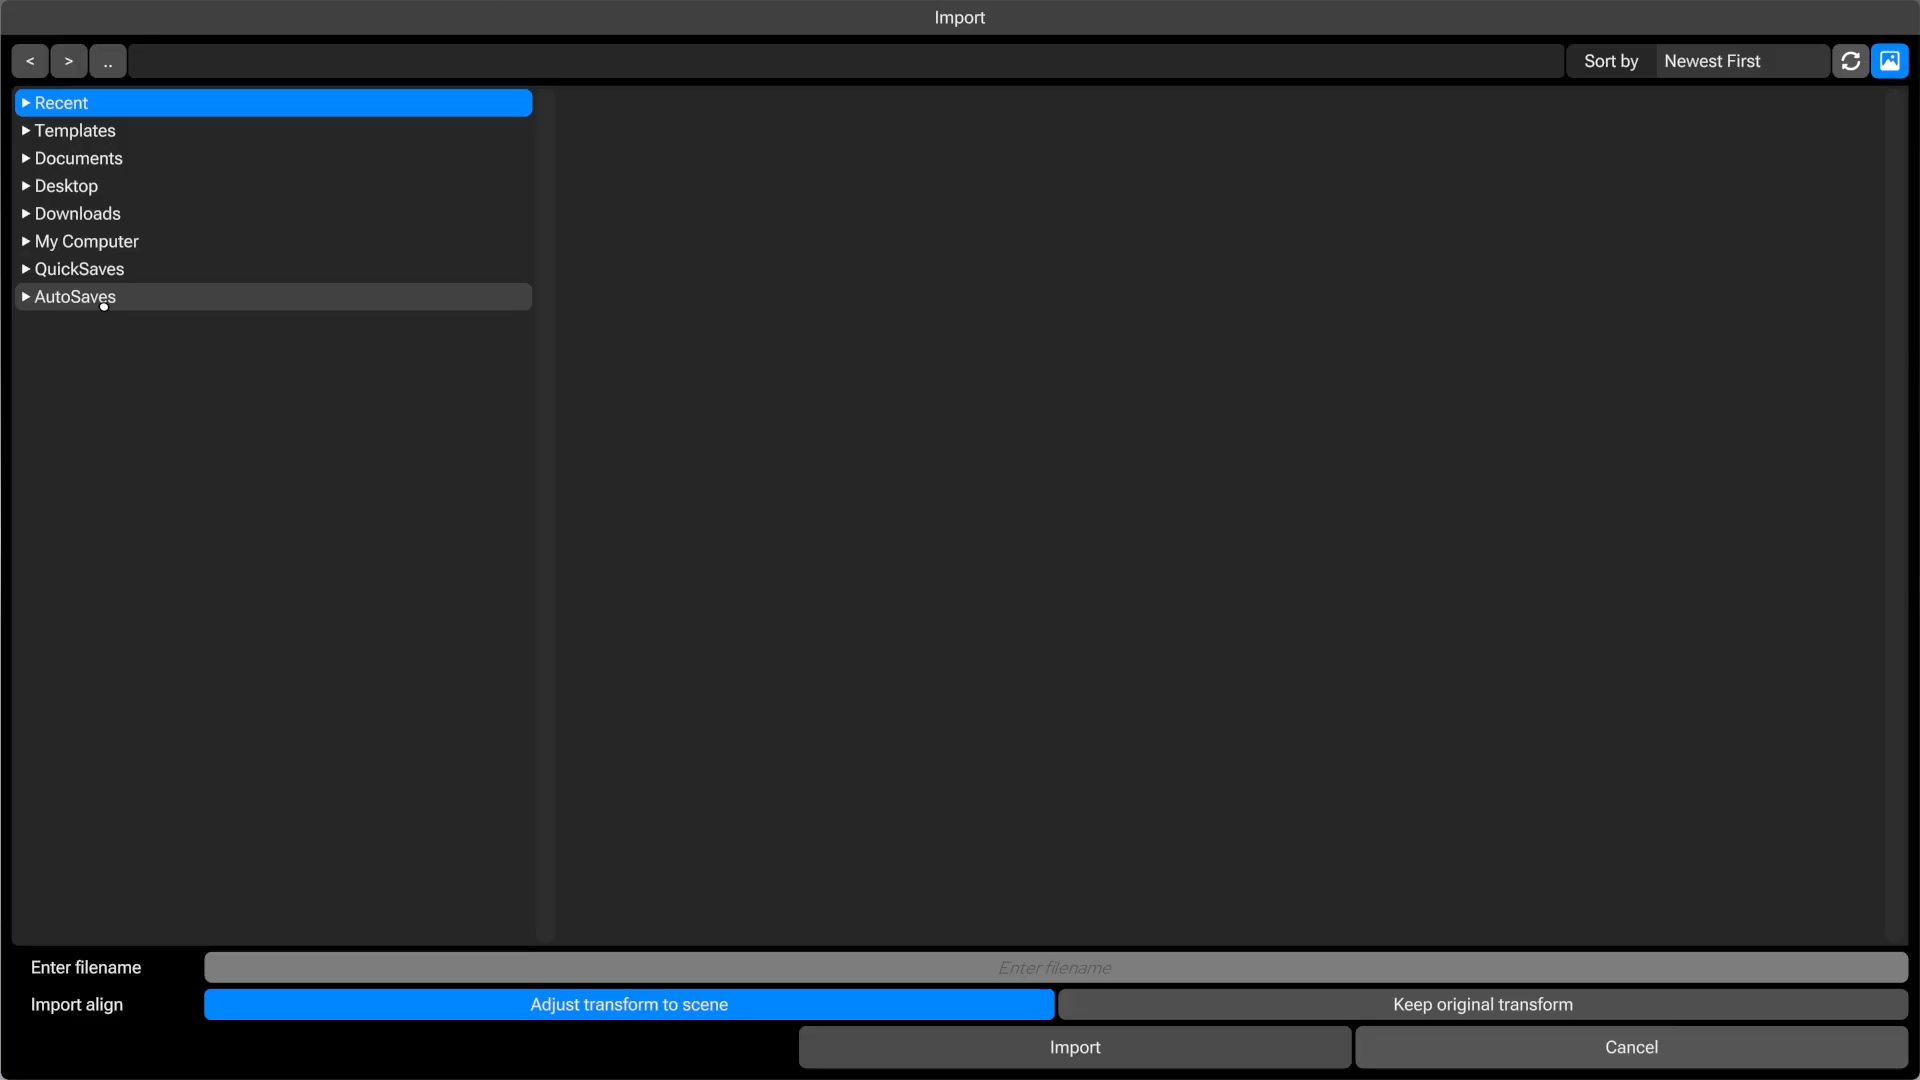 Import
< > .. Sort by Newest First
Recent
Templates
Documents
Desktop
Downloads
My Computer
QuickSaves
AutoSaves
Enter filename Enter filename
Import align Adjust transform to scene Keep original transform
Import Cancel